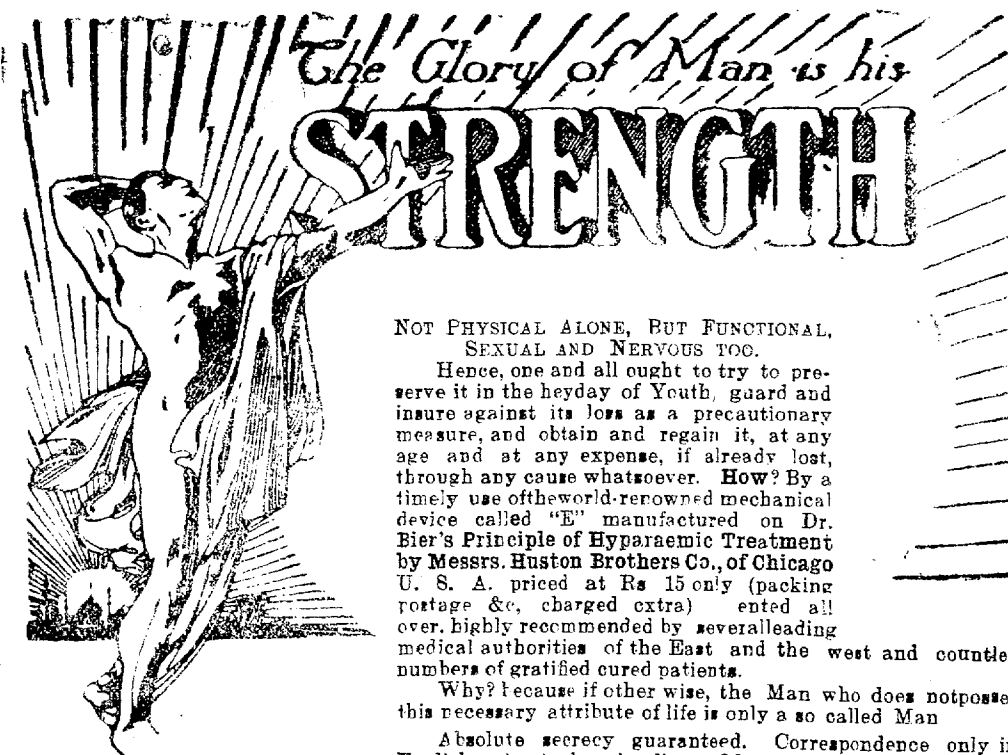 The Glory of Man is his
STRENGTH
NOT PHYSICAL ALONE, BUT FUNCTIONAL,
SEXUAL AND NERVOUS TOO.
Hence, one and all ought to try to pre-
serve it in the heyday of Youth, guard and
insure against its loss as a precautionary
measure, and obtain and regain it, at any
age and at any expense, if already lost,
through any cause whatsoever. How? By a
timely use oftheworld-renowned mechanical
device called "E" manufactured on Dr.
Bier's Principle of Hyparaemic Treatment
by Messrs. Huston Brothers Co., of Chicago
U. S. A. priced at Rs 15 only (packing
postage &c, charged extra) ented all
over. highly recommended by severalleading
medical authorities of the East and the west and countle
numbers of gratified cured patients.
Why? because if other wise, the Man who does notposse
this necessary attribute of life is only a so called Man
Absolute secrecy guaranteed. Correspondence only i